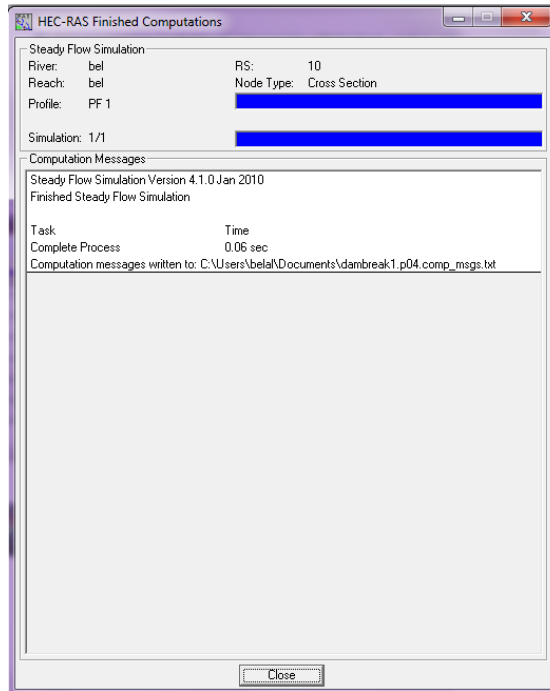 HEC-RAS Finished Computations
Steady Flow Simulation
River: bel RS: 10
Reach: bel Node Type: Cross Section
Profile: PF 1
Simulation: 1/1
Computation Messages
Steady Flow Simulation Version 4.1.0 Jan 2010
Finished Steady Flow Simulation
Task Time
Complete Process 0.06 sec
Computation messages written to: C:\Users\belal\Documents\dambreak1.p04.comp_msgs.txt
Close